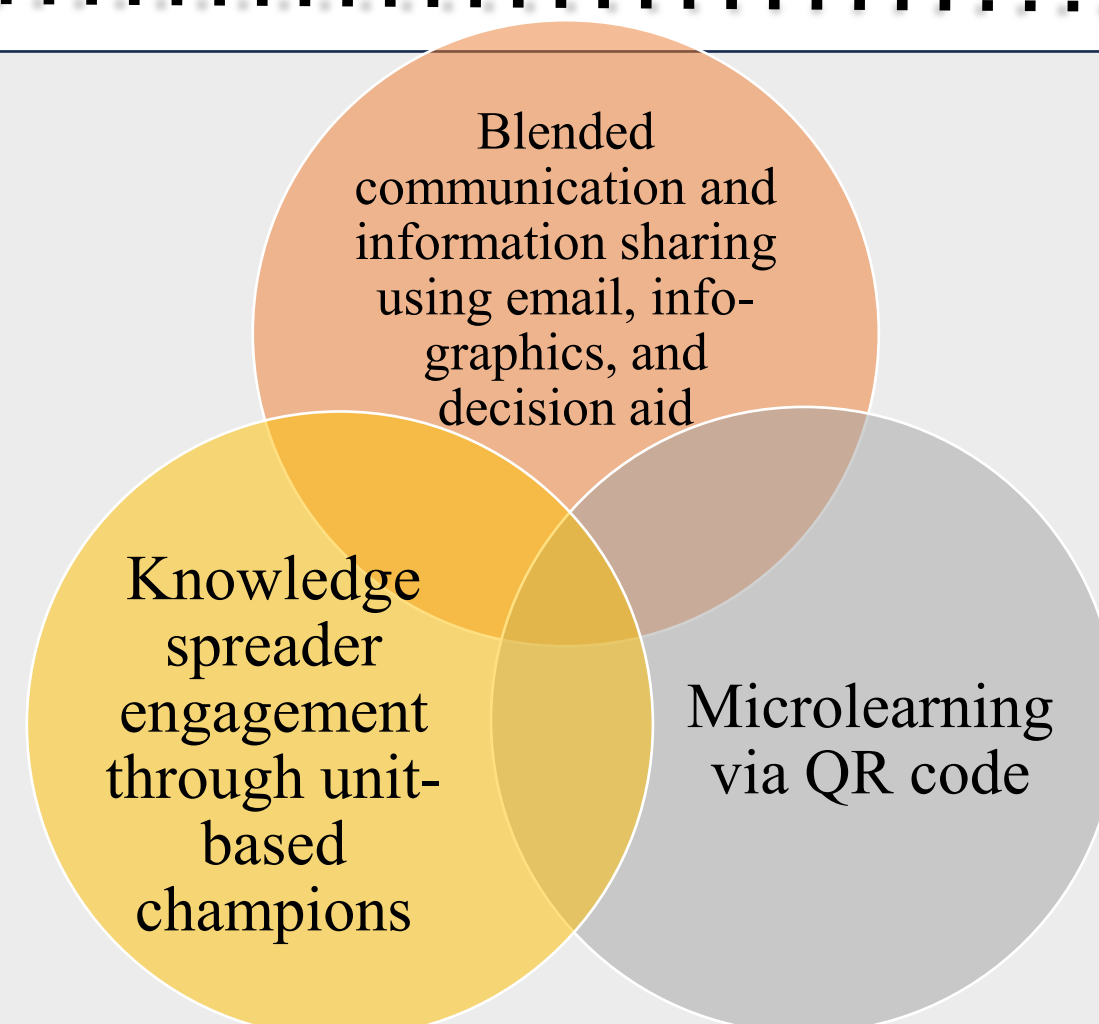 Blended
communication and
information sharing
using email, info-
graphics, and
decision aid
Knowledge
spreader
engagement
through unit-
based
champions
Microlearning
via QR code